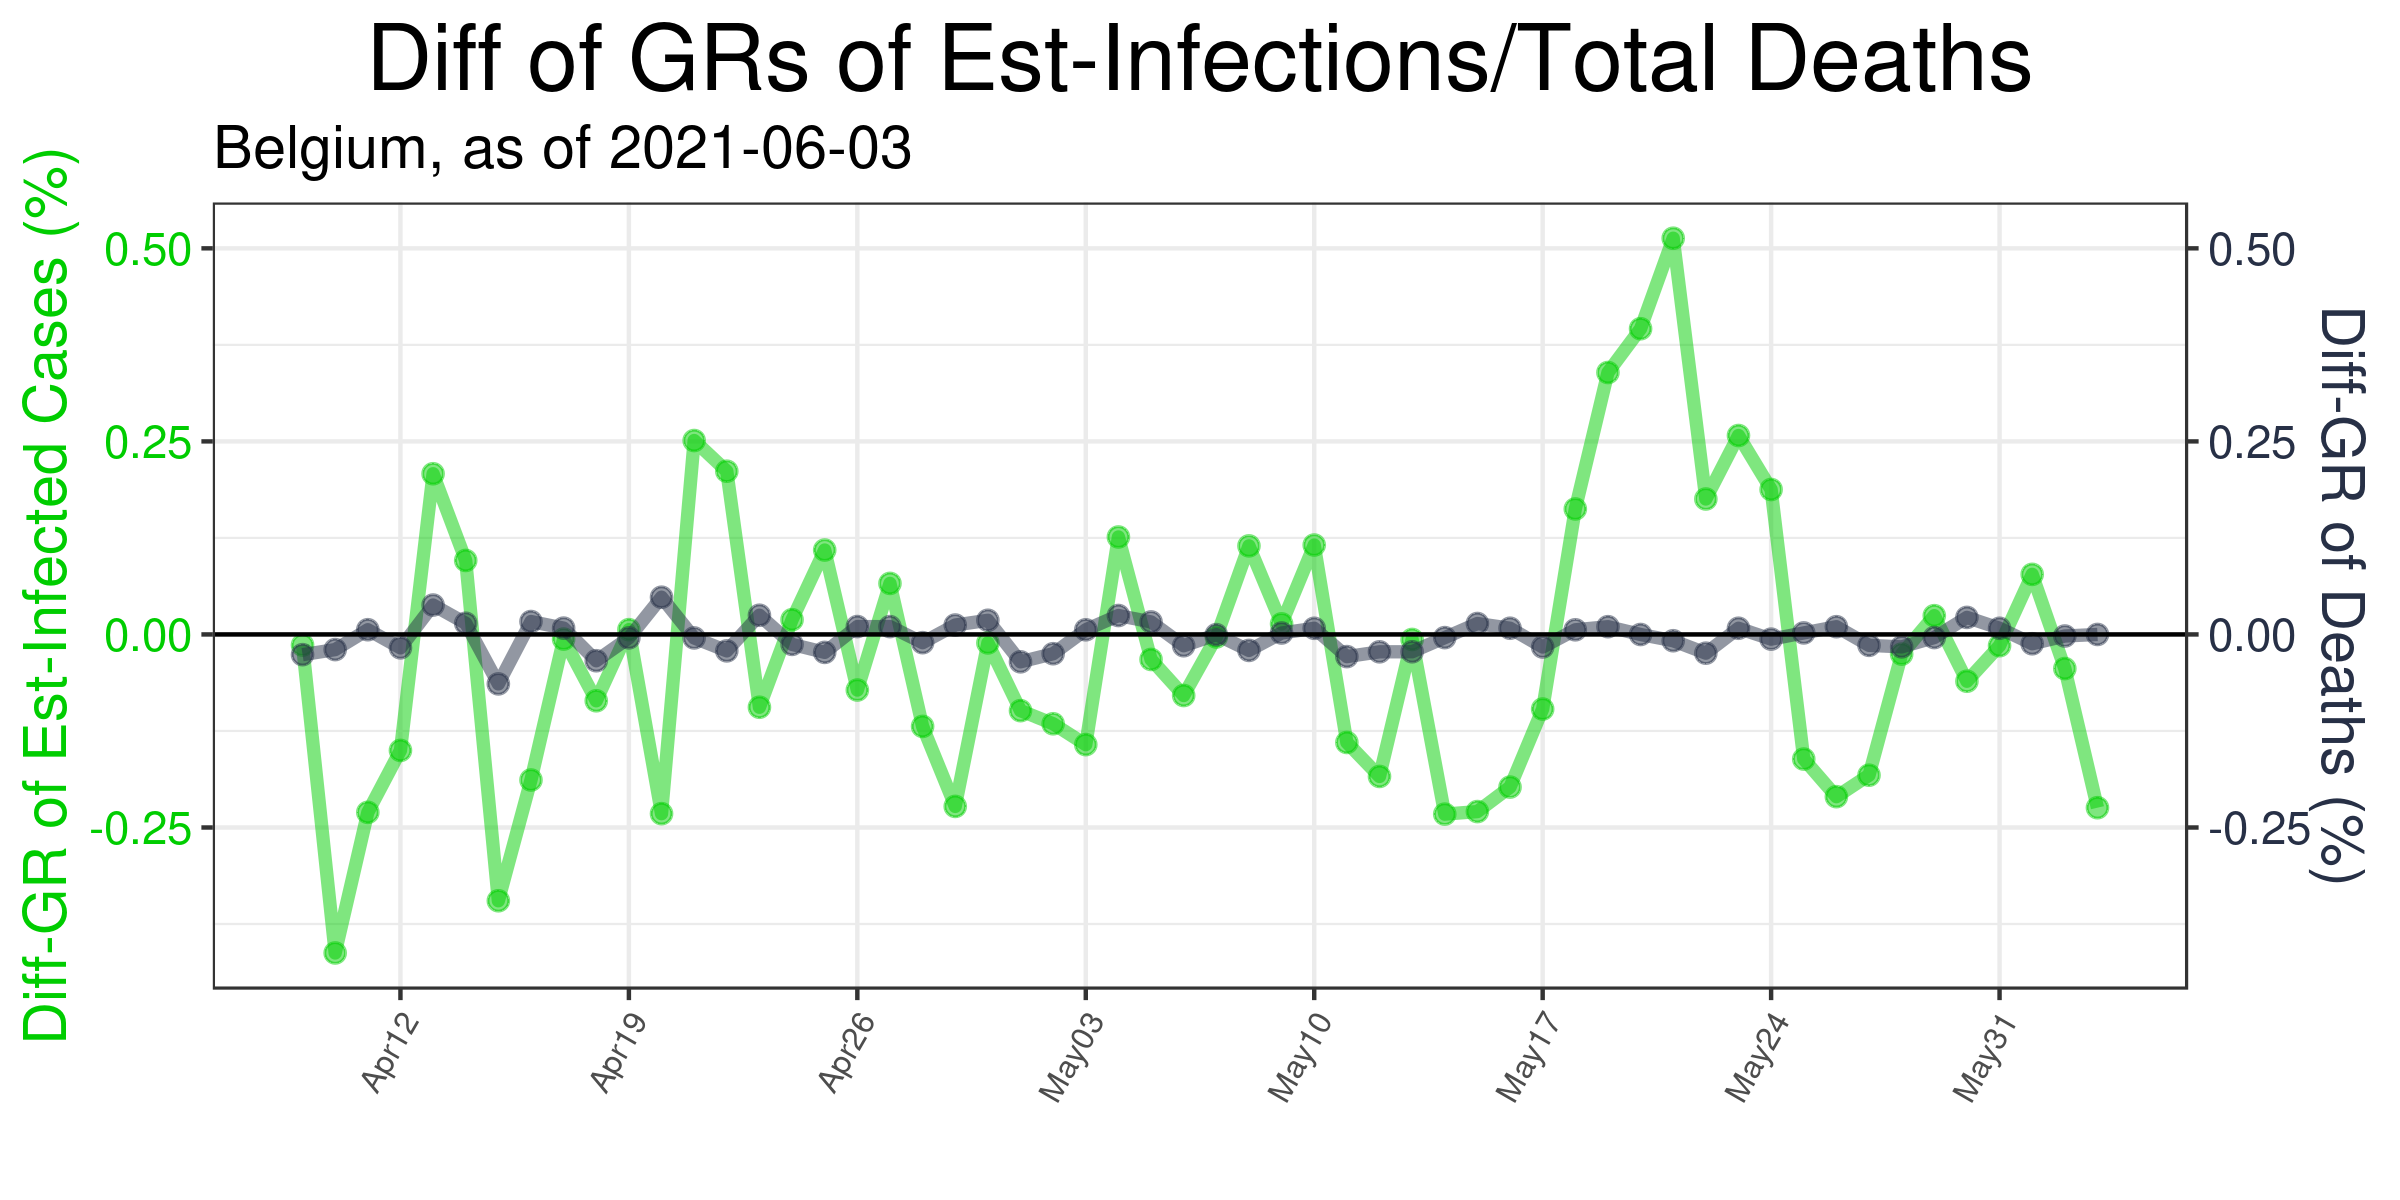 Diff of GRs of Est-Infections/Total Deaths
Belgium, as of 2021-06-03
Diff-GR of Est-Infected Cases (%)
0.50
0.25
0.00
-0.25
0.50
0.25
0.00
-0.25
Diff-GR of Deaths (%)
Apr12
Apr19
Apr26
May03
May10
May17
May24
May31